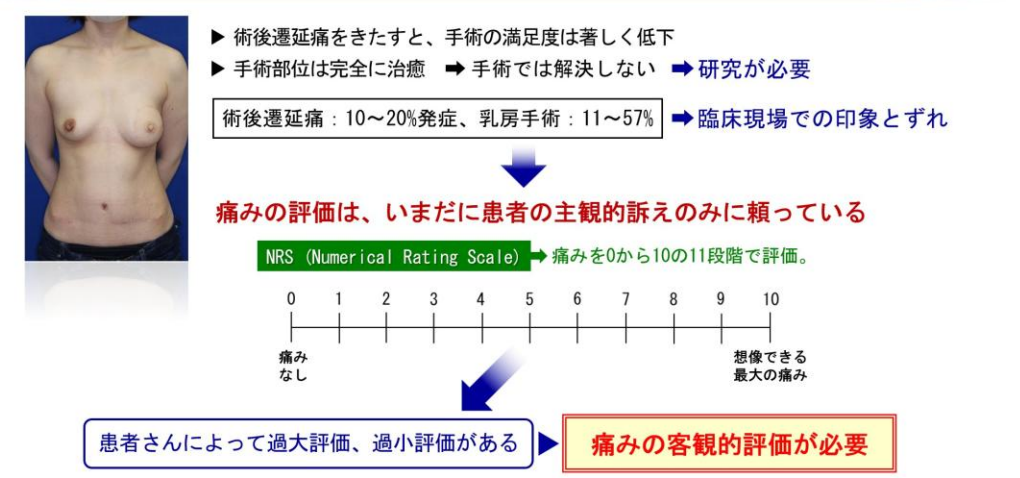 ▶ 術後遷延痛をきたすと、手術の満足度は著しく低下
▶ 手術部位は完全に治癒 ➡ 手術では解決しない ➡ 研究が必要
術後遷延痛：10～20%発症、乳房手術：11～57% ➡ 臨床現場での印象とずれ
痛みの評価は、いまだに患者の主観的訴えのみに頼っている
NRS (Numerical Rating Scale) ➡ 痛みを0から10の11段階で評価。
0 1 2 3 4 5 6 7 8 9 10
痛み
なし
想像できる
最大の痛み
患者さんによって過大評価、過小評価がある ▶ 痛みの客観的評価が必要